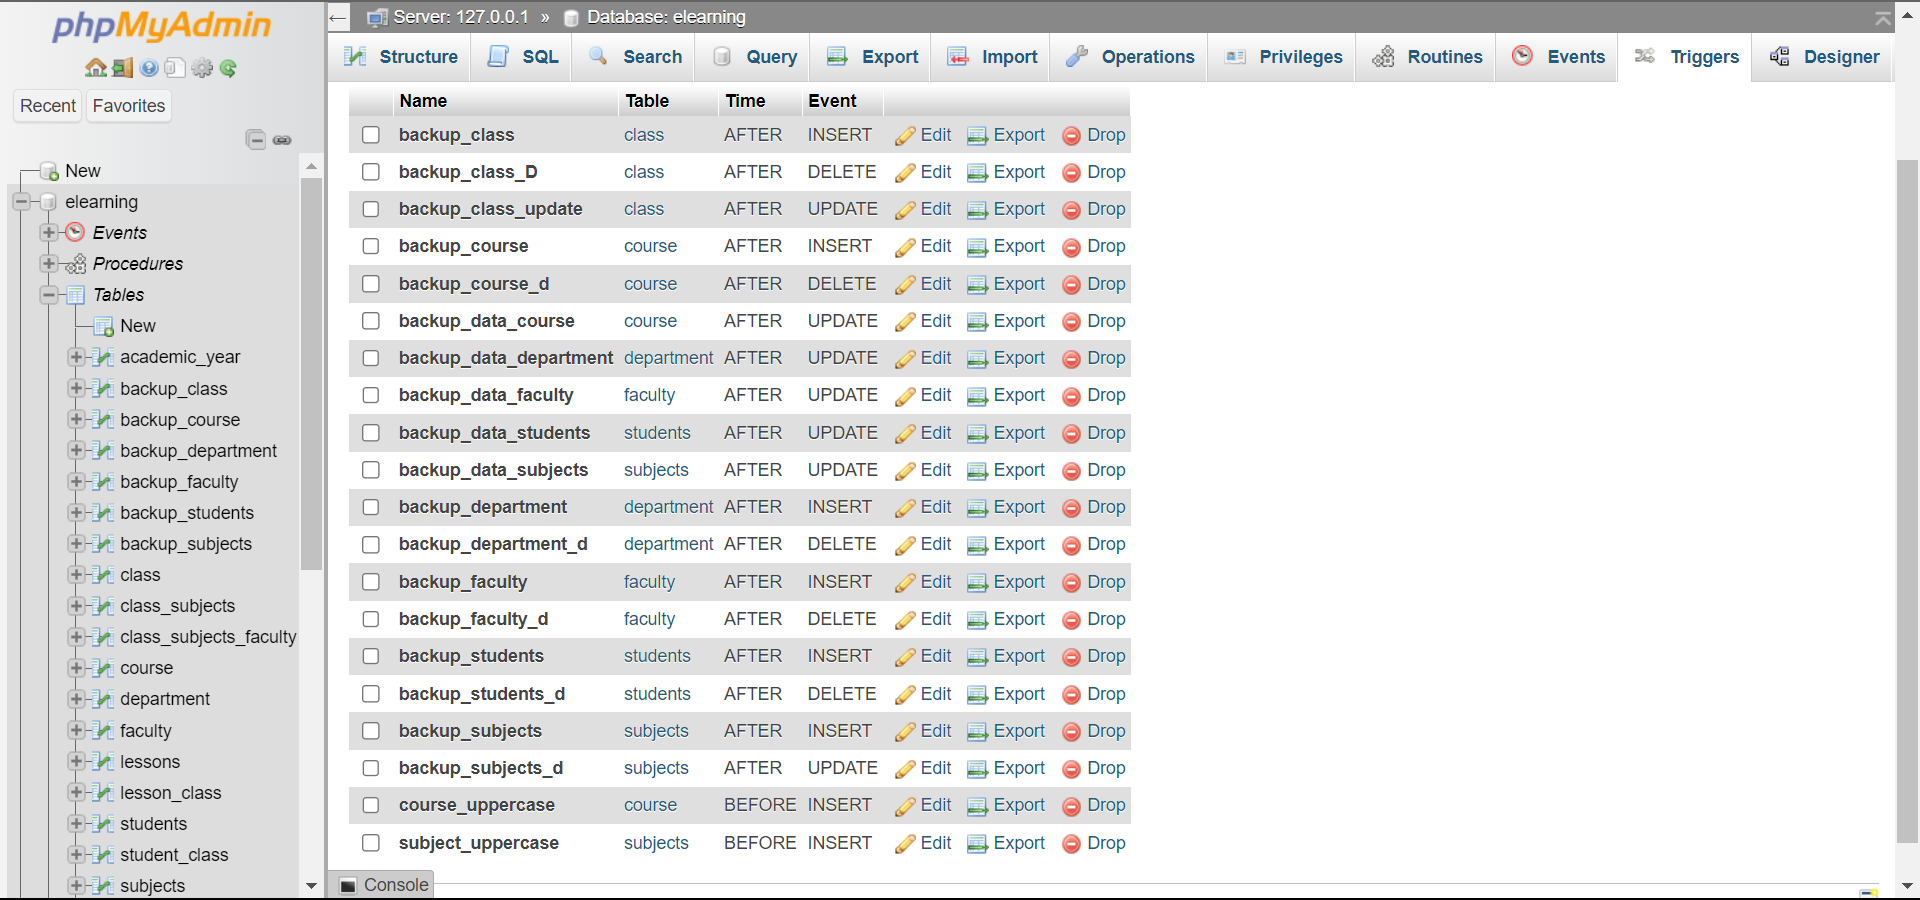 phpMyAdmin
Recent Favorites
New
elearning
Events
Procedures
Tables
New
academic_year
backup_class
backup_course
backup_department
backup_faculty
backup_students
backup_subjects
class
class_subjects
class_subjects_faculty
course
department
faculty
lessons
lesson_class
students
student_class
subjects
Server: 127.0.0.1 » Database: elearning
Structure SQL Search Query Export Import Operations Privileges Routines Events Triggers Designer
Name Table Time Event
backup_class class AFTER INSERT Edit Export Drop
backup_class_D class AFTER DELETE Edit Export Drop
backup_class_update class AFTER UPDATE Edit Export Drop
backup_course course AFTER INSERT Edit Export Drop
backup_course_d course AFTER DELETE Edit Export Drop
backup_data_course course AFTER UPDATE Edit Export Drop
backup_data_department department AFTER UPDATE Edit Export Drop
backup_data_faculty faculty AFTER UPDATE Edit Export Drop
backup_data_students students AFTER UPDATE Edit Export Drop
backup_data_subjects subjects AFTER UPDATE Edit Export Drop
backup_department department AFTER INSERT Edit Export Drop
backup_department_d department AFTER DELETE Edit Export Drop
backup_faculty faculty AFTER INSERT Edit Export Drop
backup_faculty_d faculty AFTER DELETE Edit Export Drop
backup_students students AFTER INSERT Edit Export Drop
backup_students_d students AFTER DELETE Edit Export Drop
backup_subjects subjects AFTER INSERT Edit Export Drop
backup_subjects_d subjects AFTER UPDATE Edit Export Drop
course_uppercase course BEFORE INSERT Edit Export Drop
subject_uppercase subjects BEFORE INSERT Edit Export Drop
Console